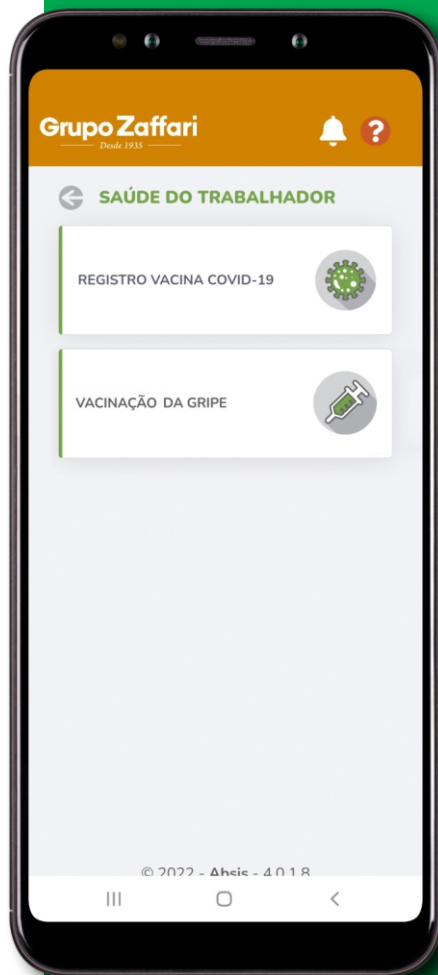 Grupo Zaffari
Desde 1935
?
SAÚDE DO TRABALHADOR
REGISTRO VACINA COVID-19
VACINAÇÃO DA GRIPE
© 2022 - Absis - 4.0.1.8